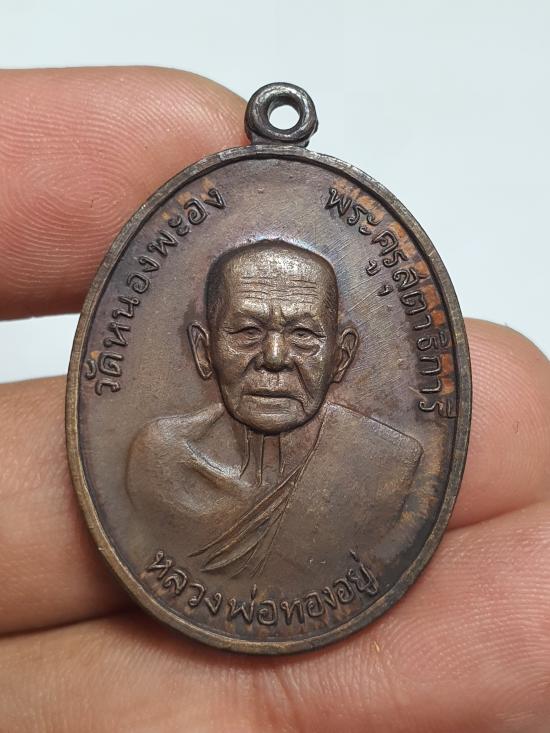 วัดหนองพะอง
พระครูสุตาธิการี
หลวงพ่อทองอยู่